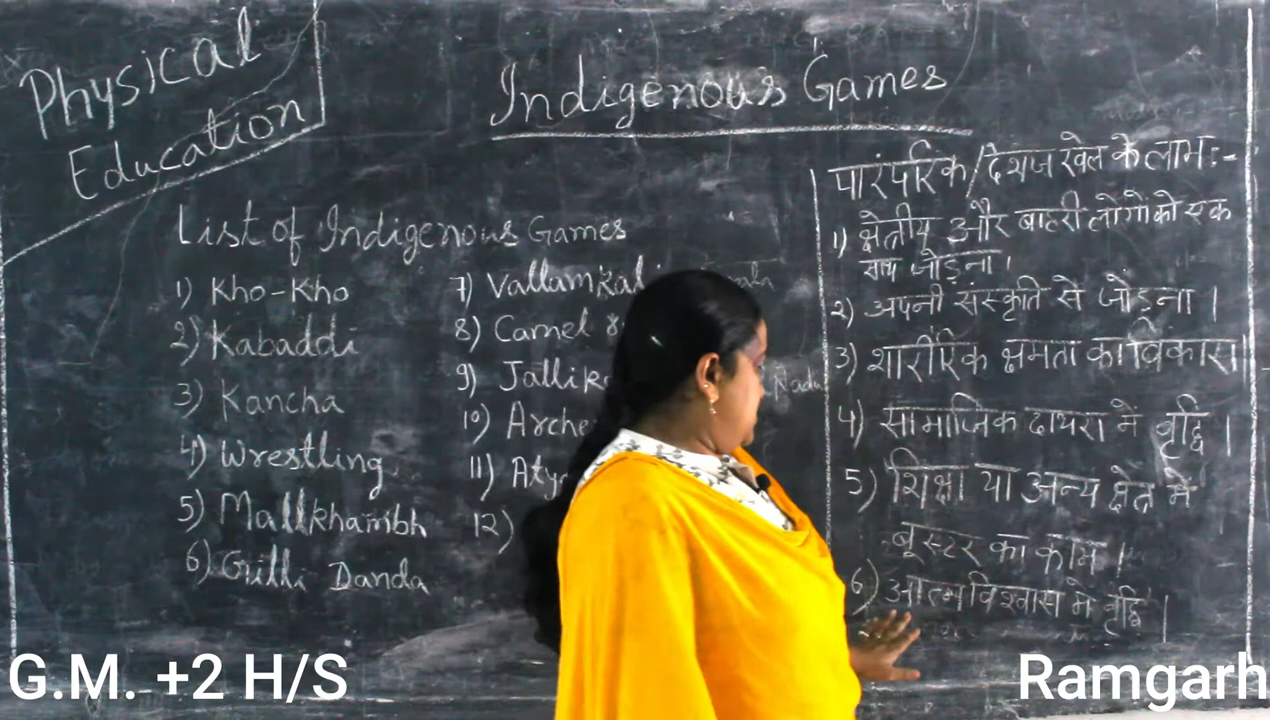 Physical
Education
Indigenous Games
List of Indigenous Games
1) Kho-Kho
2) Kabaddi
3) Kancha
4) Wrestling
5) Mallkhambh
6) Gilli Danda
7) Vallamkal
8) Camel
9) Jallik Nadu
10) Arche
11) Aty
12)
पारंपरिक/देशज खेल के लाभ:-
1) क्षेत्रीय और बाहरी लोगों को एक
साथ जोड़ना।
2) अपनी संस्कृति से जोड़ना।
3) शारीरिक क्षमता का विकास।
4) सामाजिक दायरा में वृद्धि।
5) शिक्षा या अन्य क्षेत्र में
बूस्टर का काम।
6) आत्मविश्वास में वृद्धि।
G.M. +2 H/S
Ramgarh